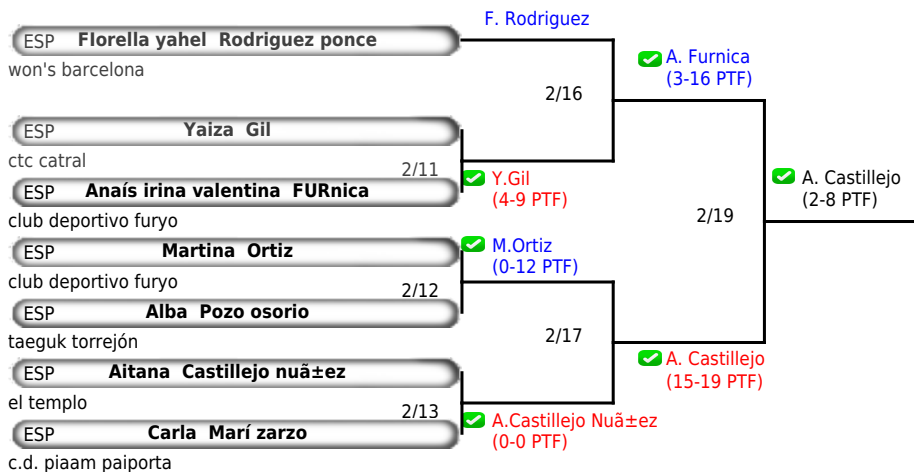 F. Rodriguez
ESP Florella yahel Rodriguez ponce
won's barcelona
A. Furnica
(3-16 PTF)
2/16
ESP Yaiza Gil
ctc catral
2/11
Y.Gil
(4-9 PTF)
ESP Anaís irina valentina FURnica
club deportivo furyo
A. Castillejo
(2-8 PTF)
2/19
ESP Martina Ortiz
club deportivo furyo
M.Ortiz
(0-12 PTF)
2/12
ESP Alba Pozo osorio
taeguk torrejón
2/17
A. Castillejo
(15-19 PTF)
ESP Aitana Castillejo nuã±ez
el templo
2/13
A.Castillejo Nuã±ez
(0-0 PTF)
ESP Carla Marí zarzo
c.d. piaam paiporta